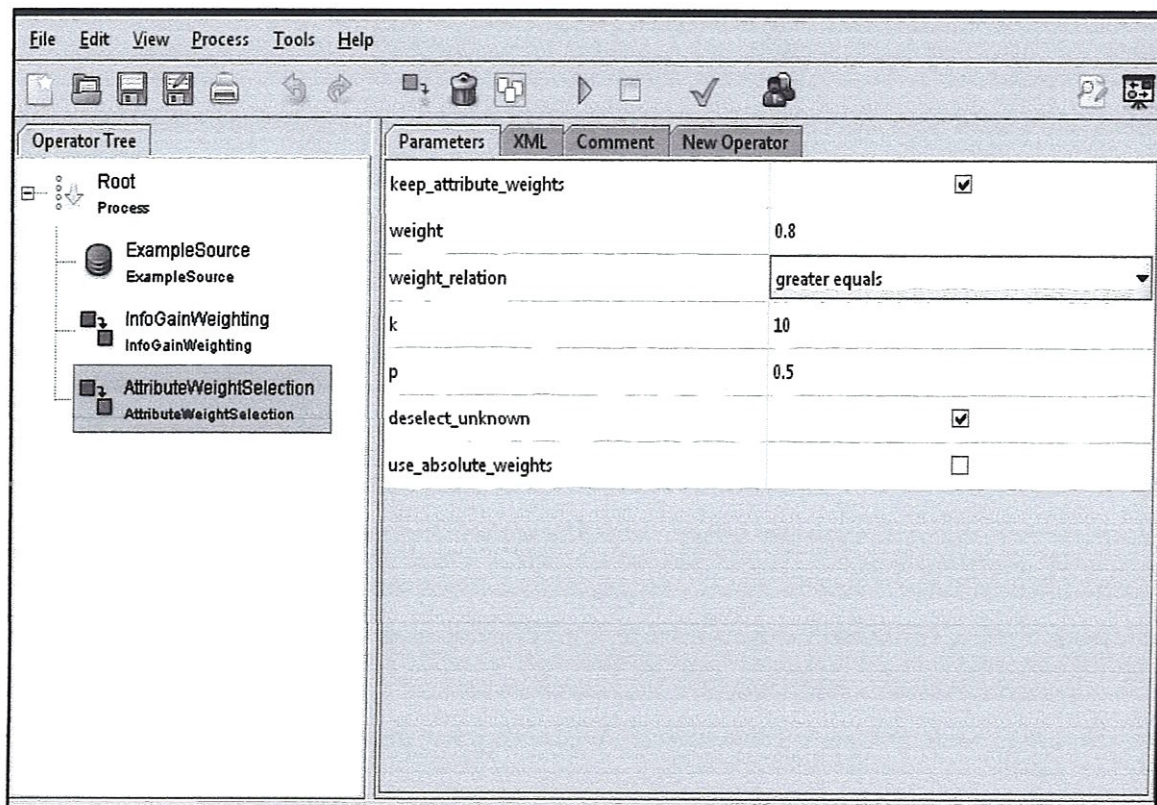 File Edit View Process Tools Help
Operator Tree
Root
Process
ExampleSource
ExampleSource
InfoGainWeighting
InfoGainWeighting
AttributeWeightSelection
AttributeWeightSelection
Parameters XML Comment New Operator
keep_attribute_weights
weight 0.8
weight_relation greater equals
k 10
p 0.5
deselect_unknown
use_absolute_weights